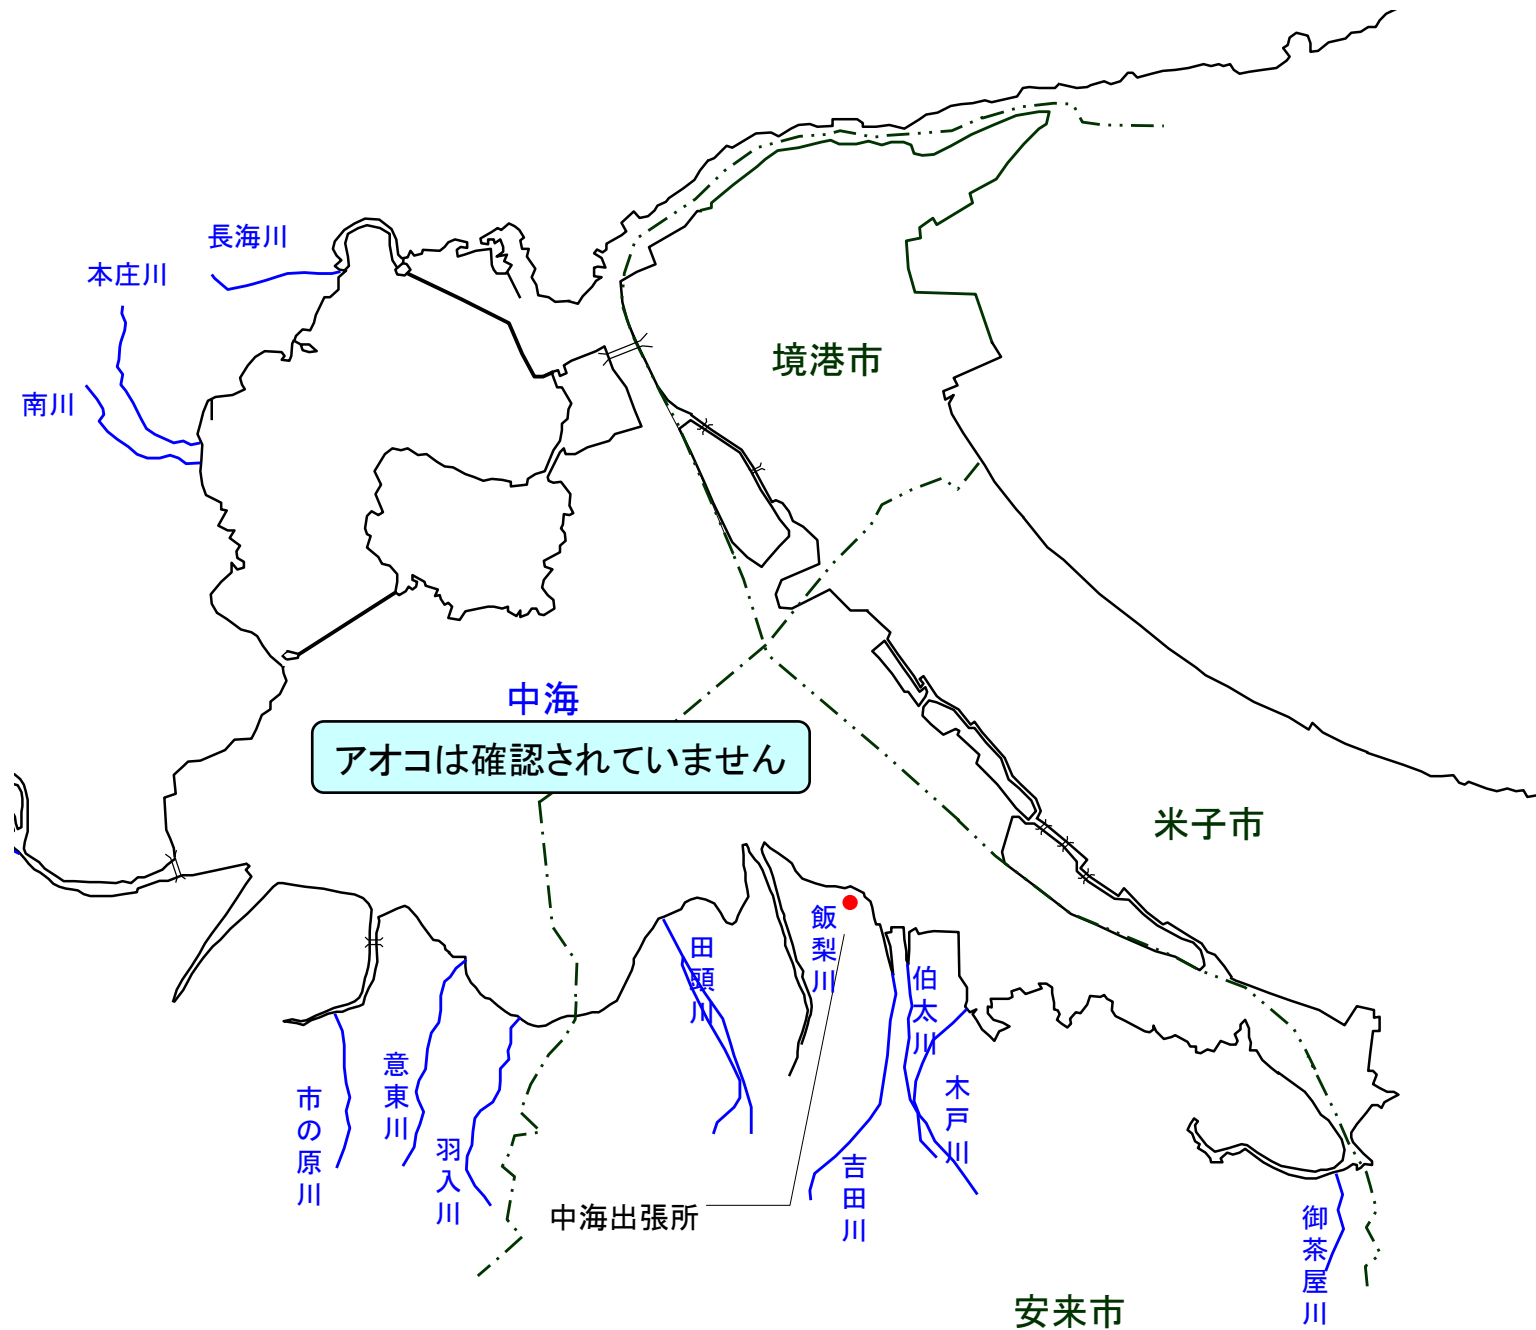 長海川
本庄川
南川
境港市
中海
アオコは確認されていません
米子市
田頭川
飯梨川
伯太川
市の原川
意東川
羽入川
木戸川
吉田川
中海出張所
御茶屋川
安来市